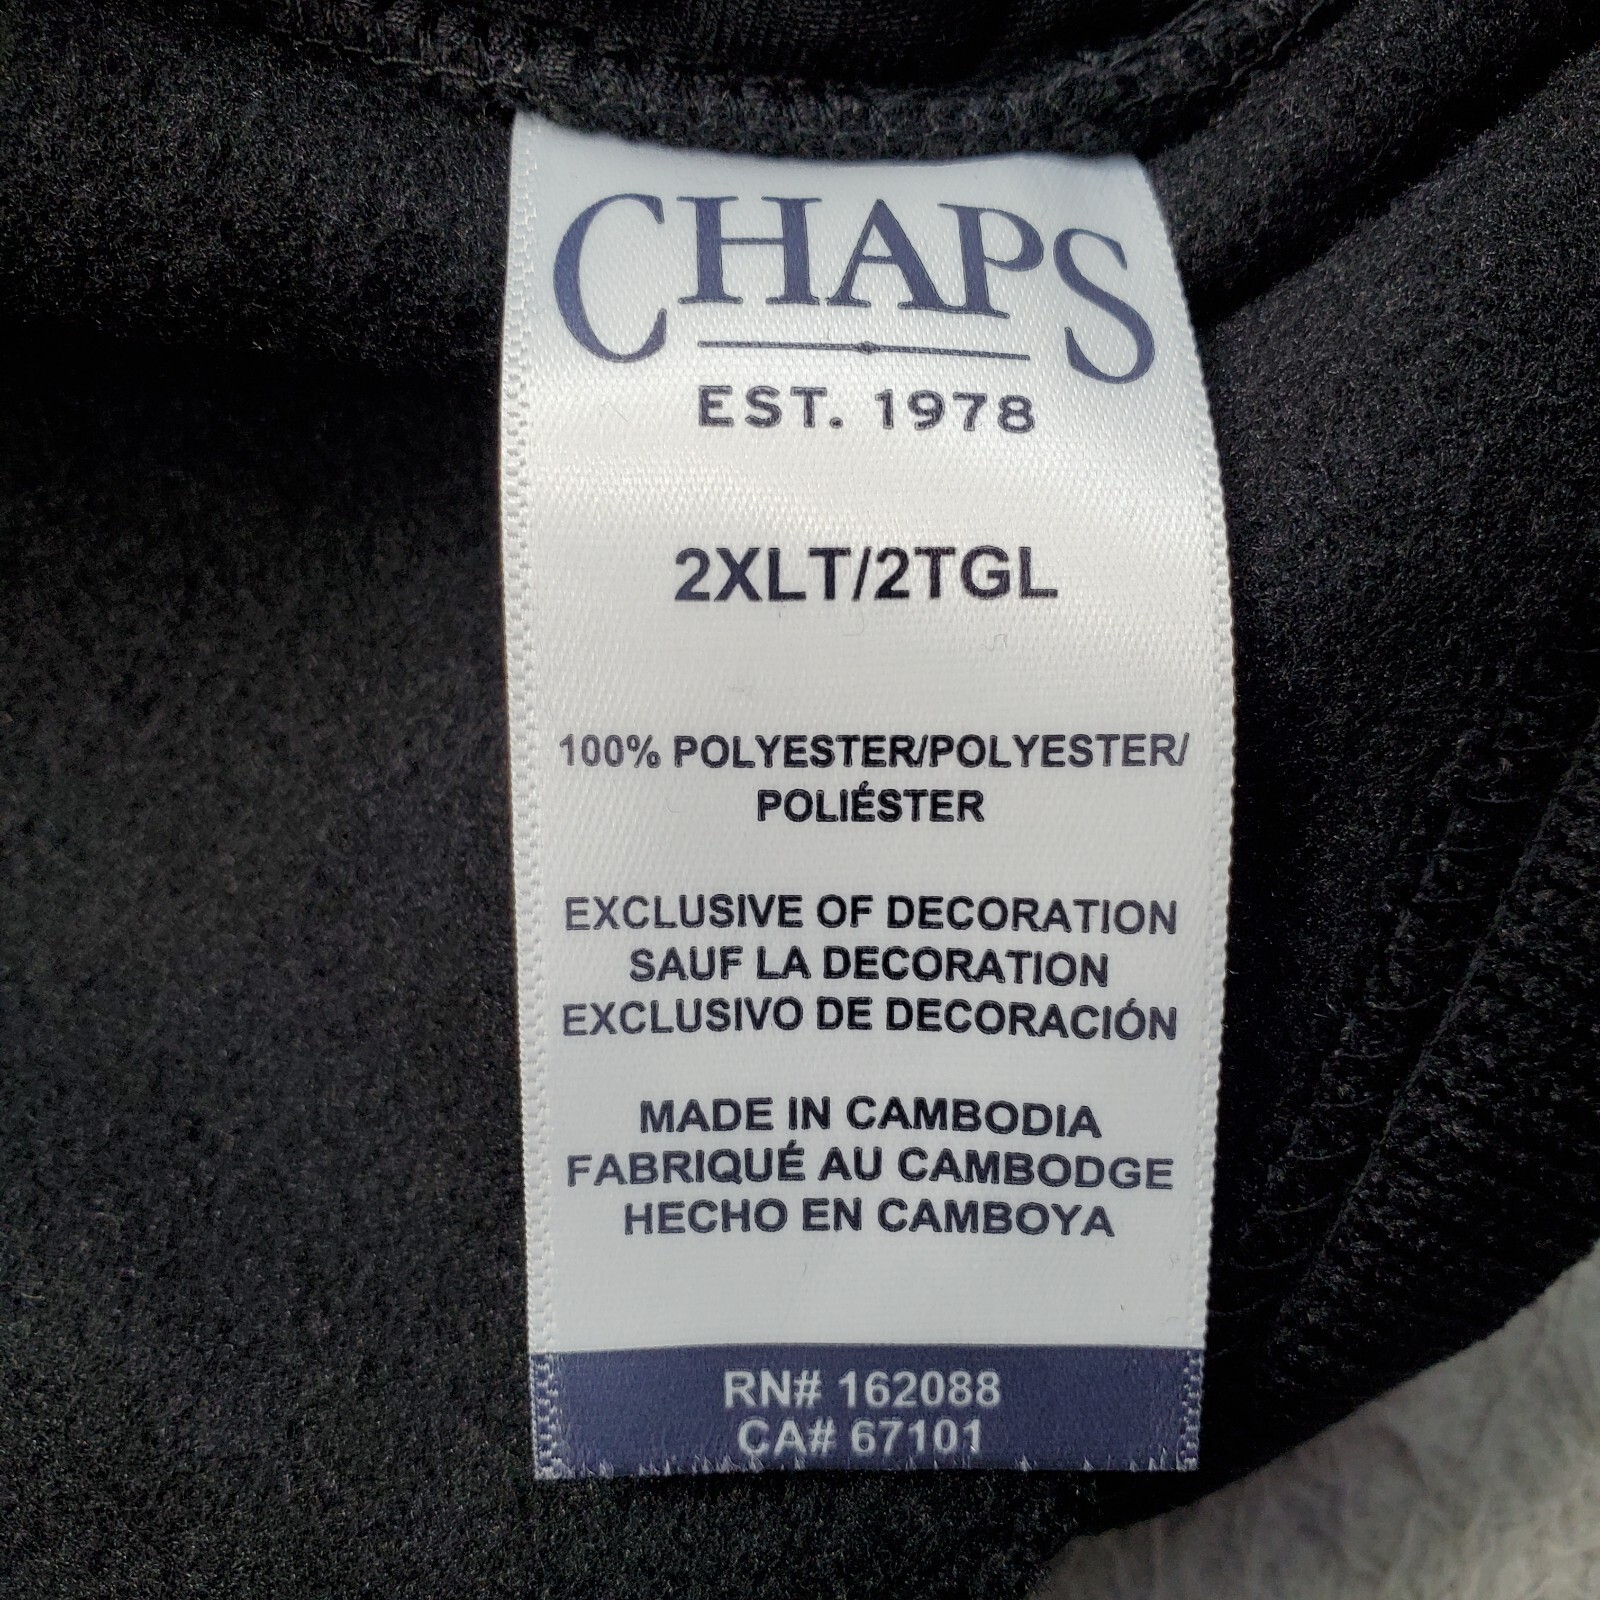 CHAPS
EST. 1978
2XLT/2TGL
100% POLYESTER/POLYESTER/
POLIÉSTER
EXCLUSIVE OF DECORATION
SAUF LA DECORATION
EXCLUSIVO DE DECORACIÓN
MADE IN CAMBODIA
FABRIQUÉ AU CAMBODGE
HECHO EN CAMBOYA
RN# 162088
CA# 67101